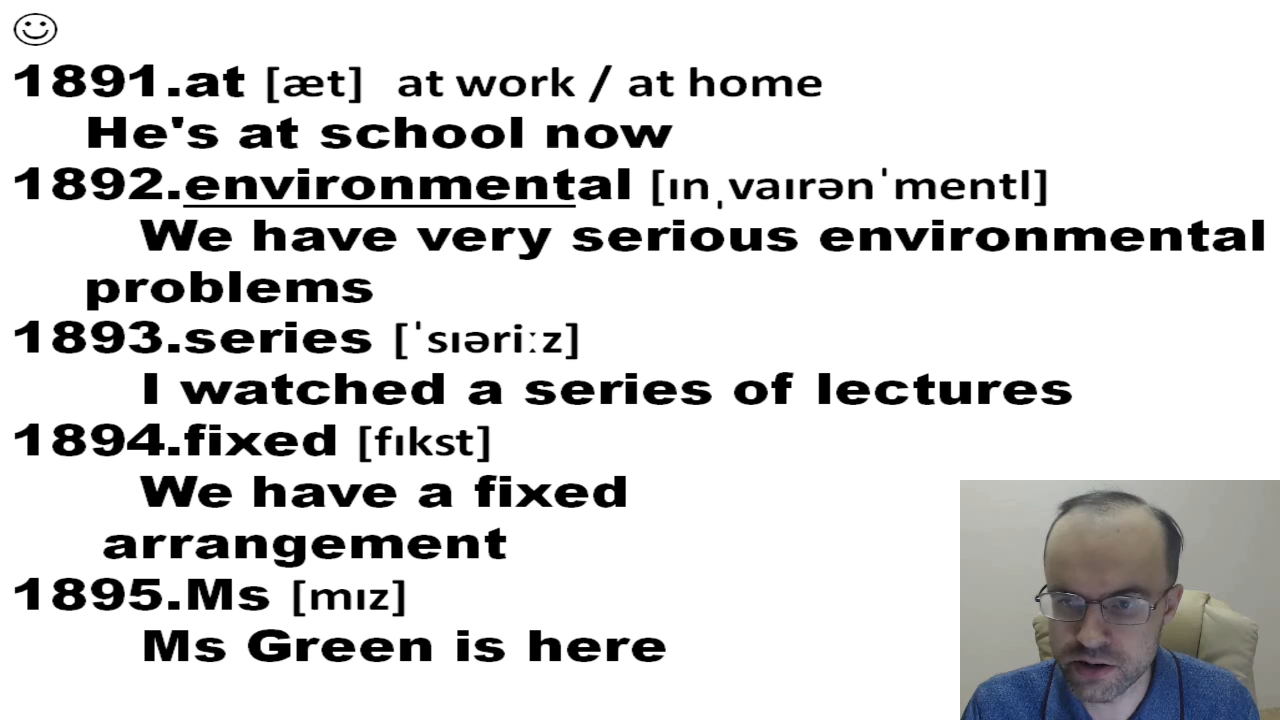 1891.at [æt] at work / at home
He's at school now
1892.environmental [ɪnˌvaɪrənˈmentl]
We have very serious environmental
problems
1893.series [ˈsɪəriːz]
I watched a series of lectures
1894.fixed [fɪkst]
We have a fixed
arrangement
1895.Ms [mɪz]
Ms Green is here